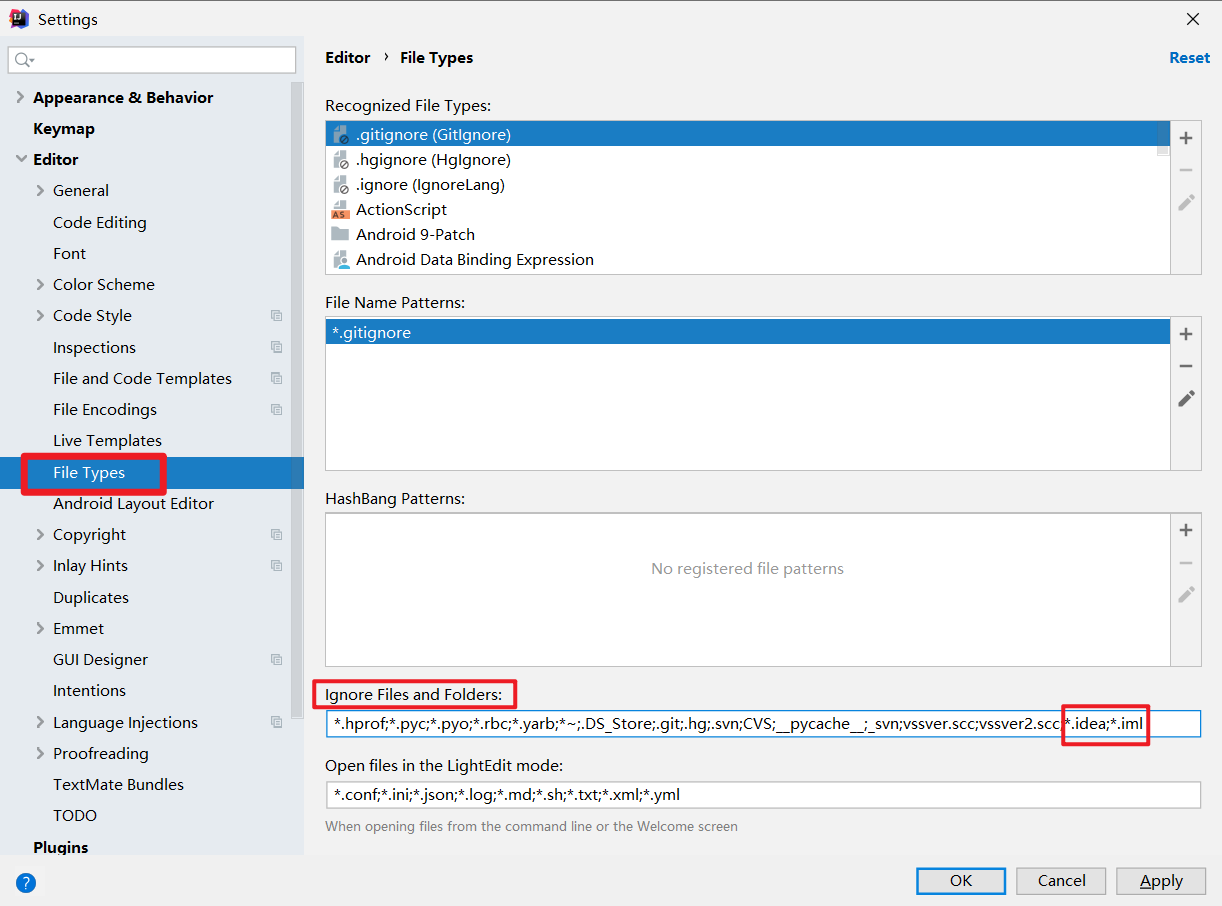 Settings
Editor › File Types
Reset
Appearance & Behavior
Keymap
Editor
General
Code Editing
Font
Color Scheme
Code Style
Inspections
File and Code Templates
File Encodings
Live Templates
File Types
Android Layout Editor
Copyright
Inlay Hints
Duplicates
Emmet
GUI Designer
Intentions
Language Injections
Proofreading
TextMate Bundles
TODO
Plugins
Recognized File Types:
.gitignore (GitIgnore)
.hgignore (HgIgnore)
.ignore (IgnoreLang)
AS ActionScript
Android 9-Patch
Android Data Binding Expression
File Name Patterns:
*.gitignore
HashBang Patterns:
No registered file patterns
Ignore Files and Folders:
*.hprof;*.pyc;*.pyo;*.rbc;*.yarb;*~;.DS_Store;.git;.hg;.svn;CVS;__pycache__;_svn;vssver.scc;vssver2.scc;*.idea;*.iml
Open files in the LightEdit mode:
*.conf;*.ini;*.json;*.log;*.md;*.sh;*.txt;*.xml;*.yml
When opening files from the command line or the Welcome screen
?
OK
Cancel
Apply